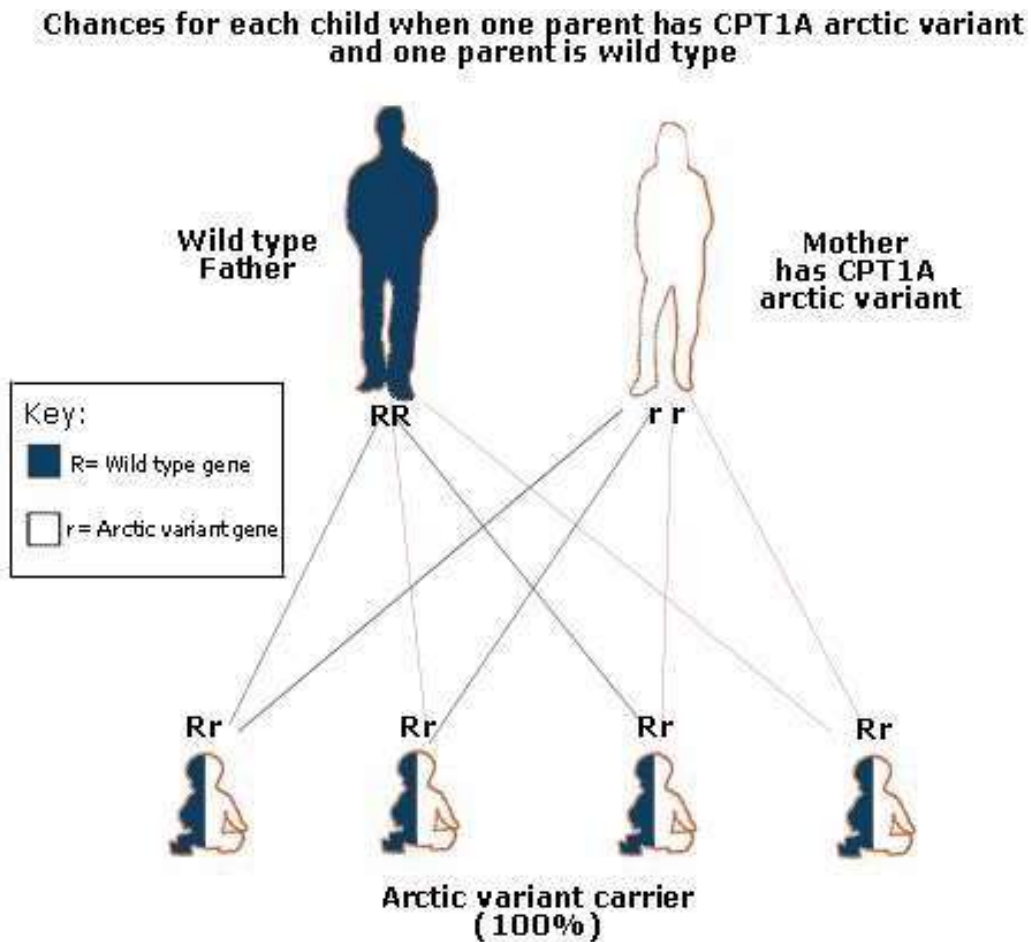 Chances for each child when one parent has CPT1A arctic variant
and one parent is wild type
Wild type
Father
Mother
has CPT1A
arctic variant
RR
r r
Key:
R= Wild type gene
r= Arctic variant gene
Rr
Rr
Rr
Rr
Arctic variant carrier
(100%)